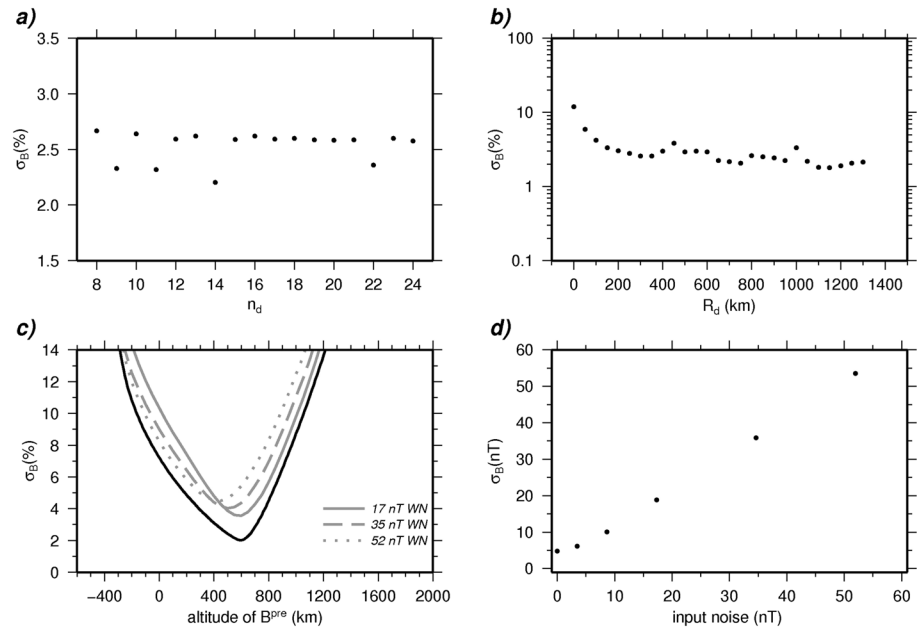 a)
3.5
3.0
2.5
2.0
1.5
σB(%)
8 10 12 14 16 18 20 22 24
nd
b)
100
10
1
0.1
σB(%)
0 200 400 600 800 1000 1200 1400
Rd (km)
c)
14
12
10
8
6
4
2
0
σB(%)
17 nT WN
35 nT WN
52 nT WN
−400 0 400 800 1200 1600 2000
altitude of Bpre (km)
d)
60
50
40
30
20
10
0
σB(nT)
0 10 20 30 40 50 60
input noise (nT)